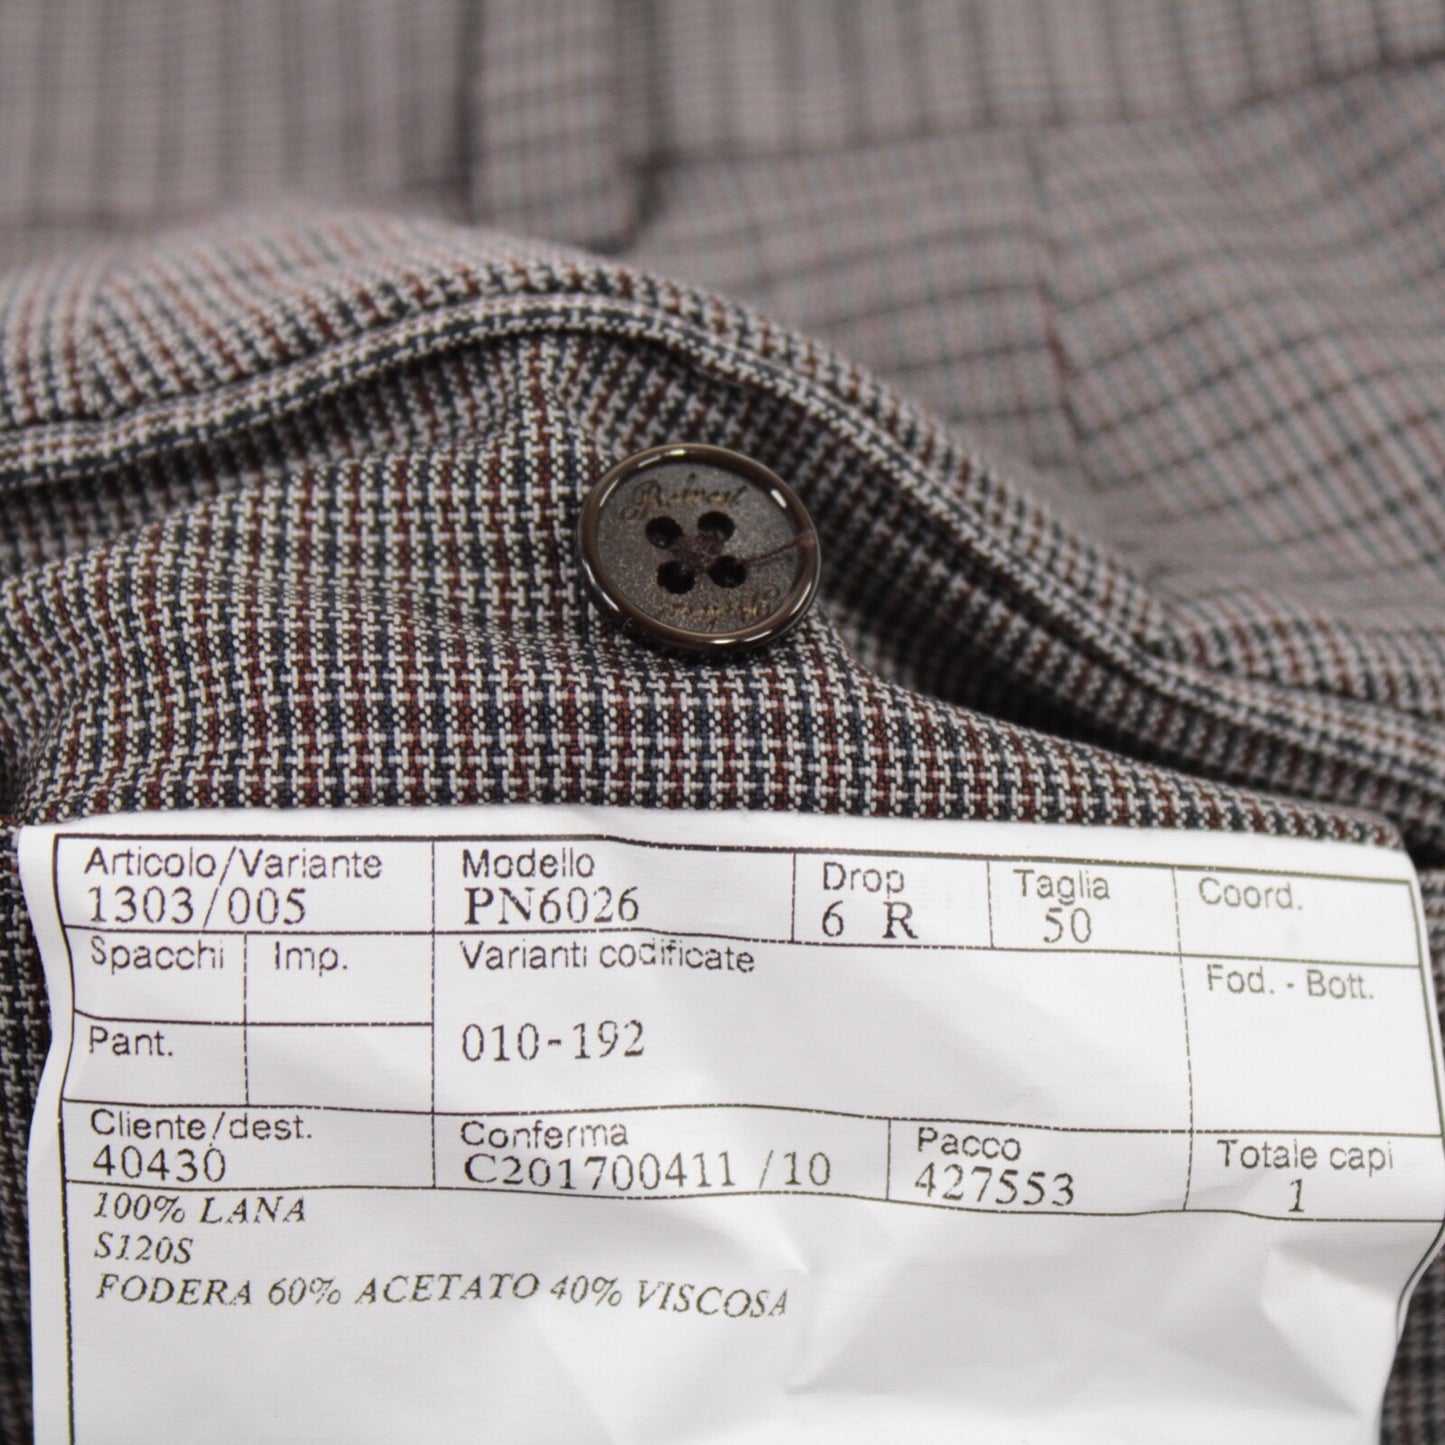 Robert
Articolo/Variante Modello Drop Taglia Coord.
1303/005 PN6026 6 R 50
Spacchi Imp. Varianti codificate Fod. - Bott.
Pant. 010-192
Cliente/dest. Conferma Pacco Totale capi
40430 C201700411 /10 427553 1
100% LANA
S120S
FODERA 60% ACETATO 40% VISCOSA